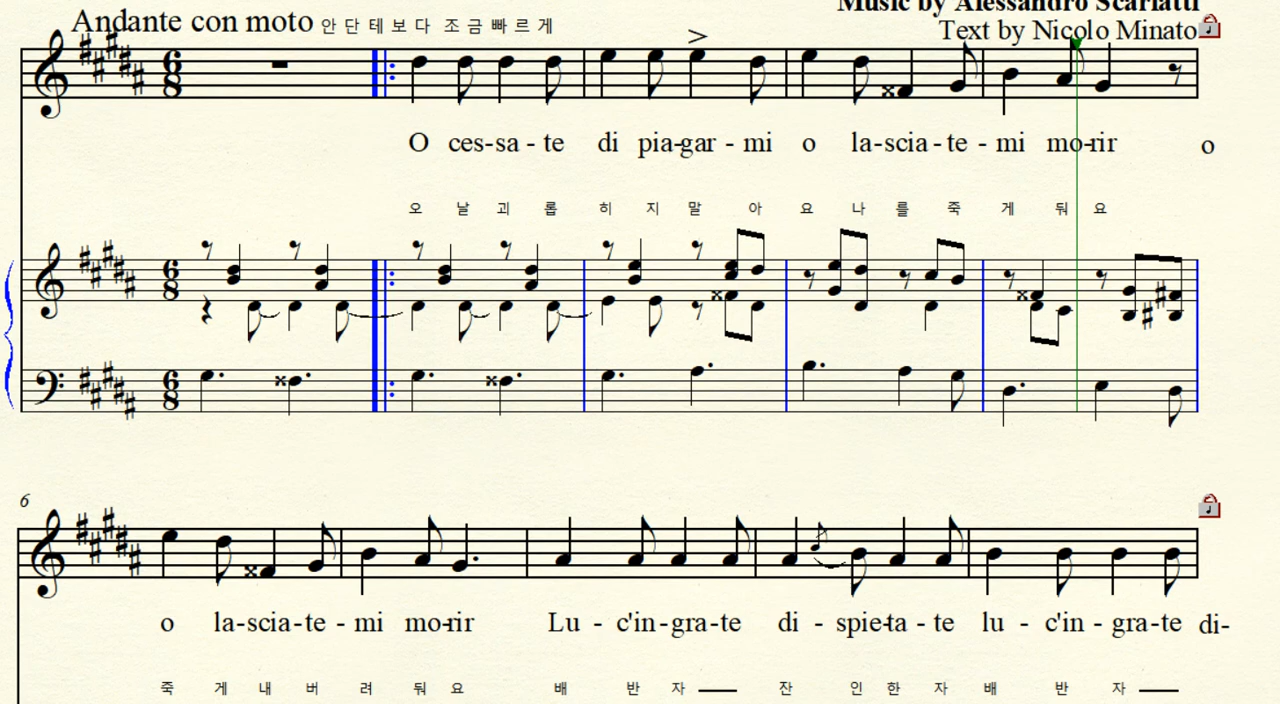 Music by Alessandro Scarlatti
Andante con moto 안단테보다 조금빠르게
Text by Nicolo Minato
O ces-sa-te di pia-gar-mi o la-scia-te-mi mo-rir o
오 날 괴 롭 히 지 말 아 요 나 를 죽 게 둬 요
6
o la-scia-te-mi mo-rir Lu-c'in-gra-te di-spie-ta-te lu-c'in-gra-te di-
죽 게 내 버 려 둬 요 배 반 자 잔 인 한 자 배 반 자